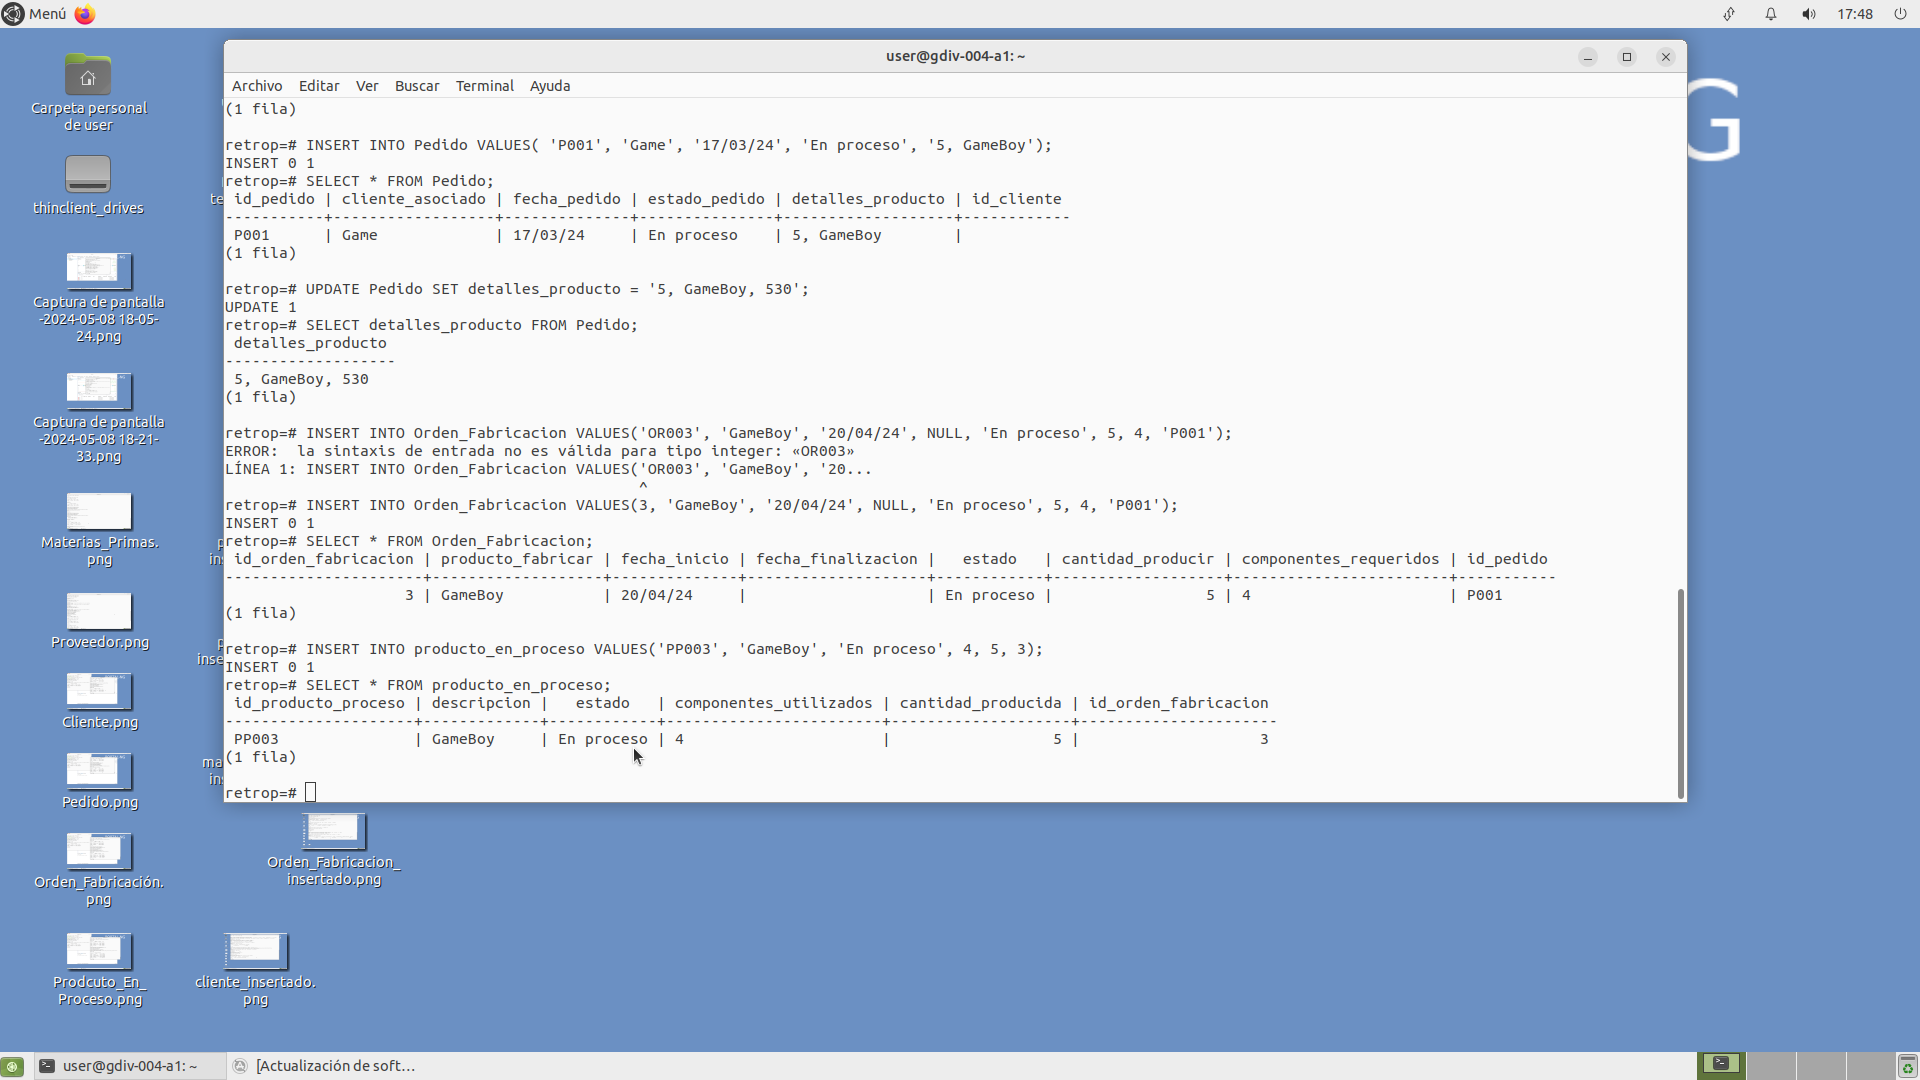 Menú
17:48
user@gdiv-004-a1: ~
Archivo Editar Ver Buscar Terminal Ayuda
(1 fila)
retrop=# INSERT INTO Pedido VALUES( 'P001', 'Game', '17/03/24', 'En proceso', '5, GameBoy');
INSERT 0 1
retrop=# SELECT * FROM Pedido;
id_pedido | cliente_asociado | fecha_pedido | estado_pedido | detalles_producto | id_cliente
-----------+------------------+--------------+---------------+-------------------+------------
P001 | Game | 17/03/24 | En proceso | 5, GameBoy |
(1 fila)
retrop=# UPDATE Pedido SET detalles_producto = '5, GameBoy, 530';
UPDATE 1
retrop=# SELECT detalles_producto FROM Pedido;
detalles_producto
-------------------
5, GameBoy, 530
(1 fila)
retrop=# INSERT INTO Orden_Fabricacion VALUES('OR003', 'GameBoy', '20/04/24', NULL, 'En proceso', 5, 4, 'P001');
ERROR:  la sintaxis de entrada no es válida para tipo integer: «OR003»
LÍNEA 1: INSERT INTO Orden_Fabricacion VALUES('OR003', 'GameBoy', '20...
^
retrop=# INSERT INTO Orden_Fabricacion VALUES(3, 'GameBoy', '20/04/24', NULL, 'En proceso', 5, 4, 'P001');
INSERT 0 1
retrop=# SELECT * FROM Orden_Fabricacion;
id_orden_fabricacion | producto_fabricar | fecha_inicio | fecha_finalizacion | estado | cantidad_producir | componentes_requeridos | id_pedido
----------------------+-------------------+--------------+--------------------+------------+-------------------+------------------------+-----------
3 | GameBoy | 20/04/24 | | En proceso | 5 | 4 | P001
(1 fila)
retrop=# INSERT INTO producto_en_proceso VALUES('PP003', 'GameBoy', 'En proceso', 4, 5, 3);
INSERT 0 1
retrop=# SELECT * FROM producto_en_proceso;
id_producto_proceso | descripcion | estado | componentes_utilizados | cantidad_producida | id_orden_fabricacion
---------------------+-------------+------------+------------------------+--------------------+----------------------
PP003 | GameBoy | En proceso | 4 | 5 | 3
(1 fila)
retrop=#
Carpeta personal
de user
thinclient_drives
Captura de pantalla
-2024-05-08 18-05-
24.png
Captura de pantalla
-2024-05-08 18-21-
33.png
Materias_Primas.
png
Proveedor.png
Cliente.png
Pedido.png
Orden_Fabricación.
png
Prodcuto_En_
Proceso.png
te
p
in
p
inse
ma
in
Orden_Fabricacion_
insertado.png
cliente_insertado.
png
G
user@gdiv-004-a1: ~
[Actualización de soft...